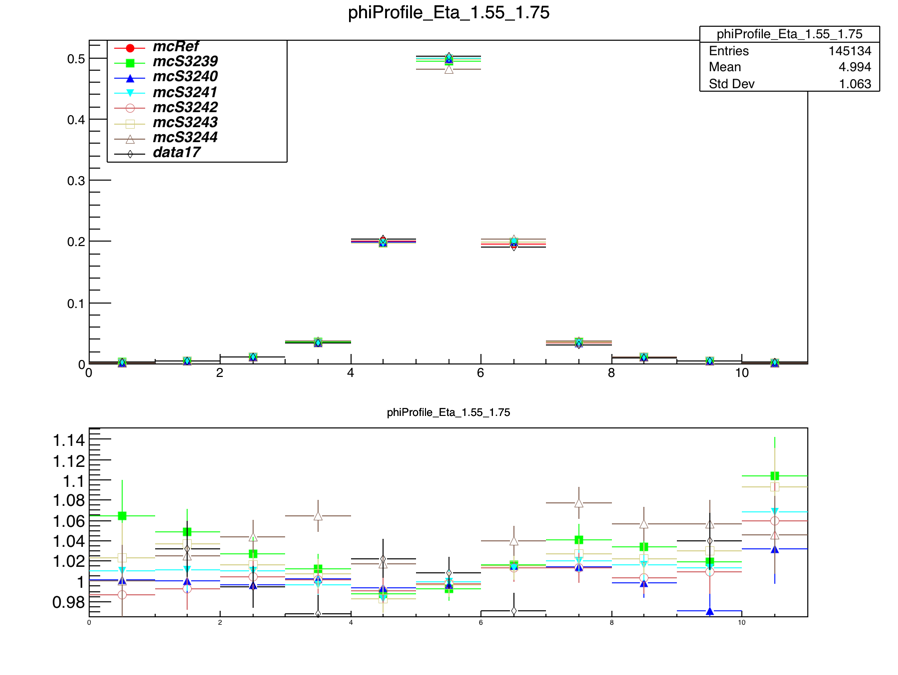 phiProfile_Eta_1.55_1.75
phiProfile_Eta_1.55_1.75
Entries 145134
Mean 4.994
Std Dev 1.063
mcRef
mcS3239
mcS3240
mcS3241
mcS3242
mcS3243
mcS3244
data17
0.5
0.4
0.3
0.2
0.1
0
0 2 4 6 8 10
phiProfile_Eta_1.55_1.75
1.14
1.12
1.1
1.08
1.06
1.04
1.02
1
0.98
0 2 4 6 8 10